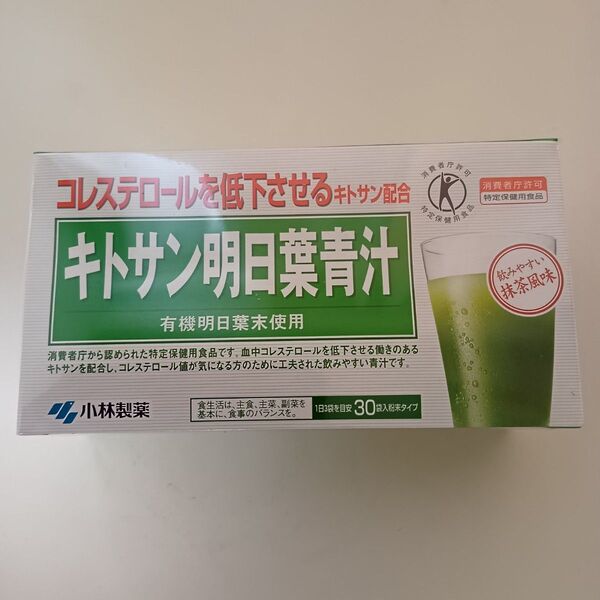 コレステロールを低下させるキトサン配合
キトサン明日葉青汁
有機明日葉末使用
消費者庁許可
特定保健用食品
消費者庁許可
特定保健用食品
飲みやすい
抹茶風味
消費者庁から認められた特定保健用食品です。血中コレステロールを低下させる働きのある
キトサンを配合し、コレステロール値が気になる方のために工夫された飲みやすい青汁です。
小林製薬
食生活は、主食、主菜、副菜を
基本に、食事のバランスを。
1日3袋を目安 30袋入粉末タイプ